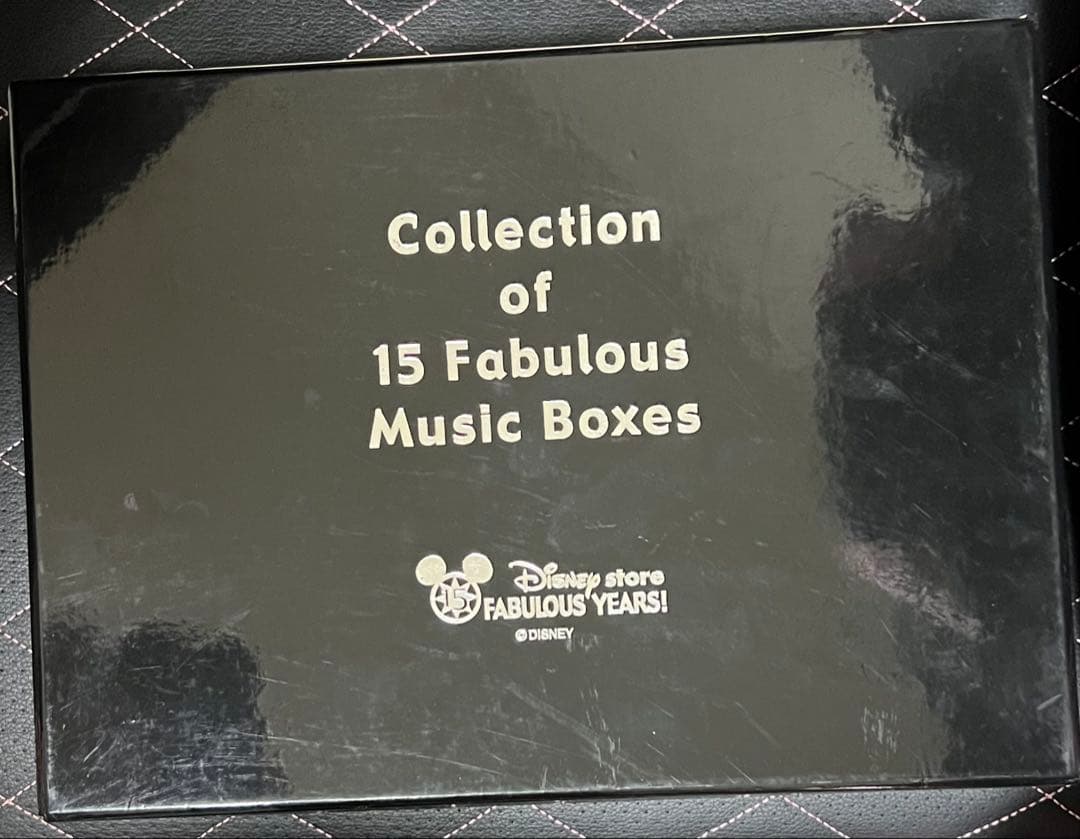 Collection
of
15 Fabulous
Music Boxes
15
Disney store
FABULOUS YEARS!
©DISNEY